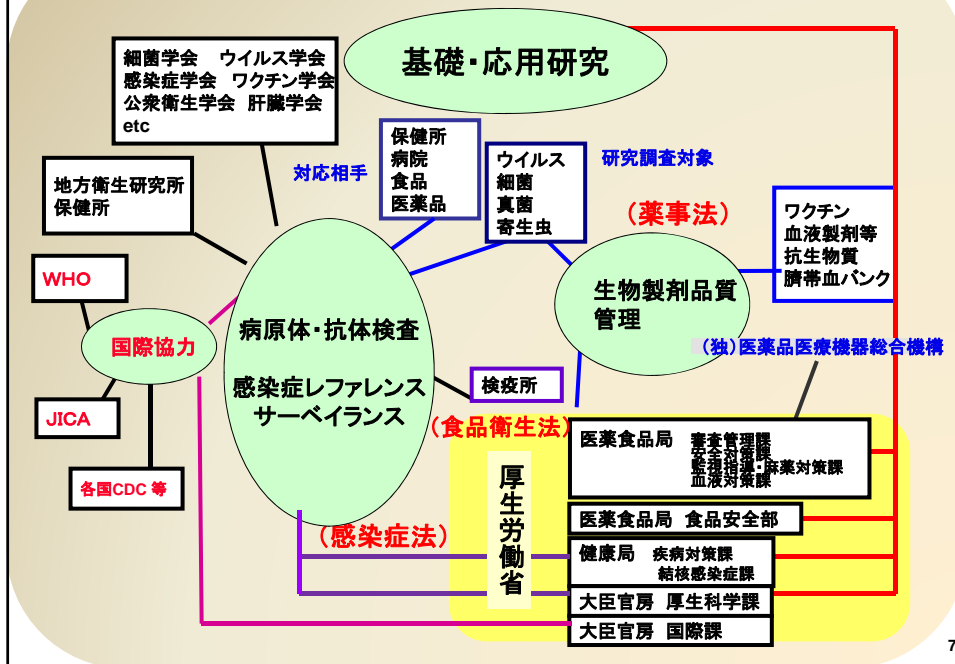 基礎・応用研究
細菌学会　ウイルス学会
感染症学会　ワクチン学会
公衆衛生学会　肝臓学会
etc
対応相手
保健所
病院
食品
医薬品
ウイルス
細菌
真菌
寄生虫
研究調査対象
地方衛生研究所
保健所
（薬事法）
ワクチン
血液製剤等
抗生物質
臍帯血バンク
WHO
生物製剤品質
管理
国際協力
病原体・抗体検査
感染症レファレンス
サーベイランス
（独）医薬品医療機器総合機構
検疫所
JICA
（食品衛生法）
医薬食品局　審査管理課
安全対策課
監視指導・麻薬対策課
血液対策課
各国CDC 等
厚生労働省
医薬食品局　食品安全部
（感染症法）
健康局　疾病対策課
結核感染症課
大臣官房　厚生科学課
大臣官房　国際課
7